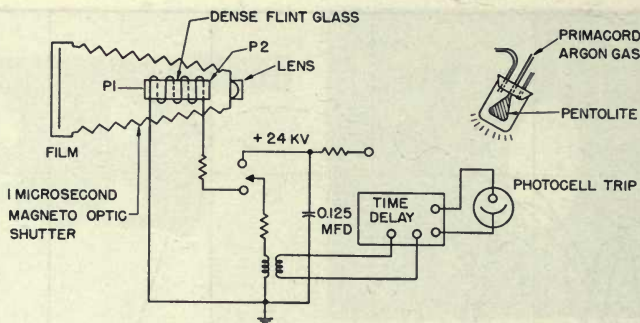 DENSE FLINT GLASS
P2
P1
LENS
FILM
1 MICROSECOND
MAGNETO OPTIC
SHUTTER
+ 24 KV
0.125
MFD
TIME
DELAY
PRIMACORD
ARGON GAS
PENTOLITE
PHOTOCELL TRIP